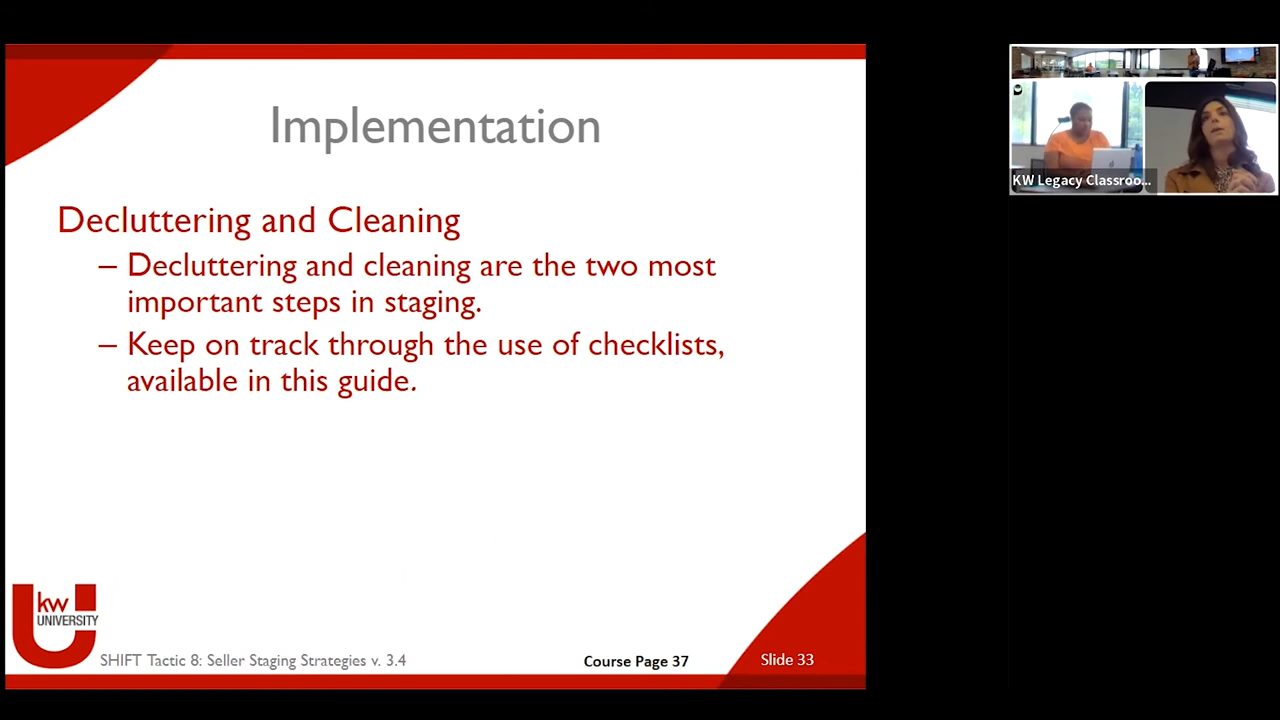 Implementation
Decluttering and Cleaning
– Decluttering and cleaning are the two most
important steps in staging.
– Keep on track through the use of checklists,
available in this guide.
kw
UNIVERSITY
SHIFT Tactic 8: Seller Staging Strategies v. 3.4
Course Page 37
Slide 33
KW Legacy Classroo...